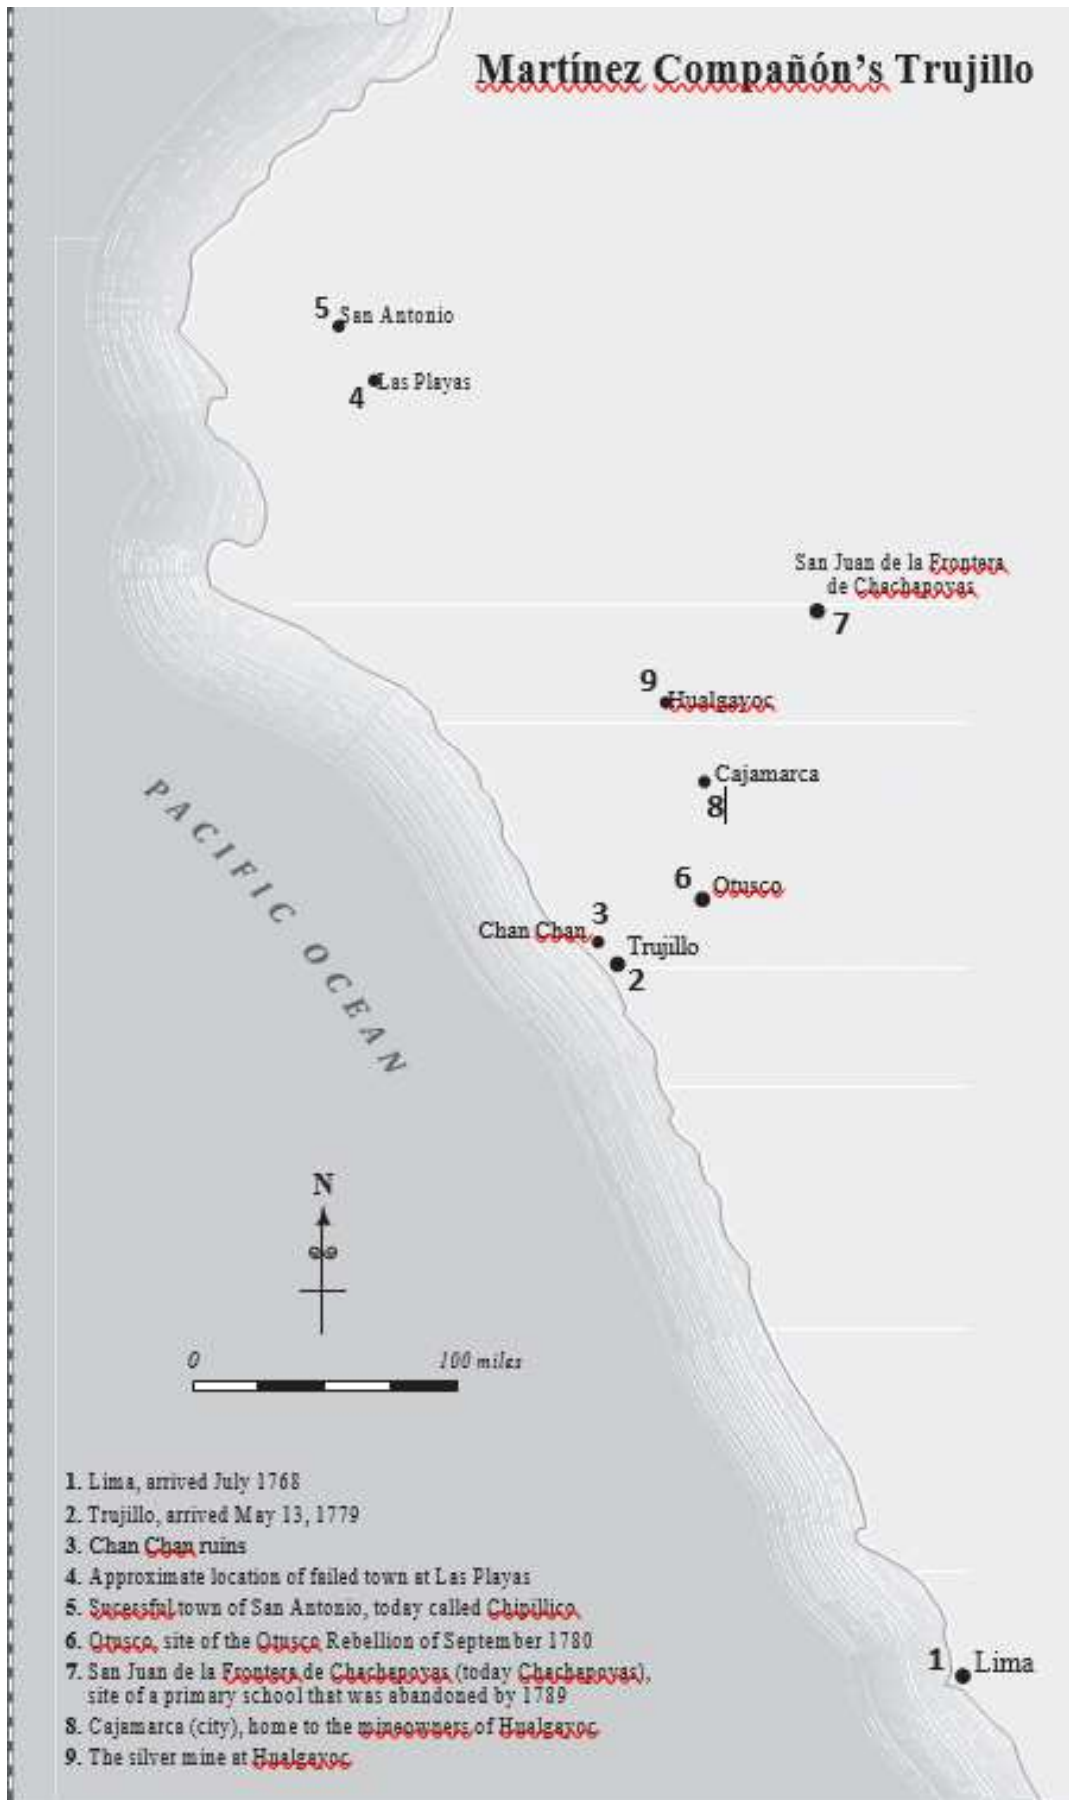 Martínez Compañón's Trujillo
5 San Antonio
4 Las Playas
San Juan de la Frontera
de Chachapoyas
7
9 Hualgayoc
Cajamarca
8
6 Otusco
3
Chan Chan
Trujillo
2
PACIFIC OCEAN
N
0 100 miles
1 Lima
1. Lima, arrived July 1768
2. Trujillo, arrived May 13, 1779
3. Chan Chan ruins
4. Approximate location of failed town at Las Playas
5. Sucessful town of San Antonio, today called Chipillico
6. Otusco, site of the Otusco Rebellion of September 1780
7. San Juan de la Frontera de Chachapoyas (today Chachapoyas),
site of a primary school that was abandoned by 1789
8. Cajamarca (city), home to the mineowners of Hualgayoc
9. The silver mine at Hualgayoc